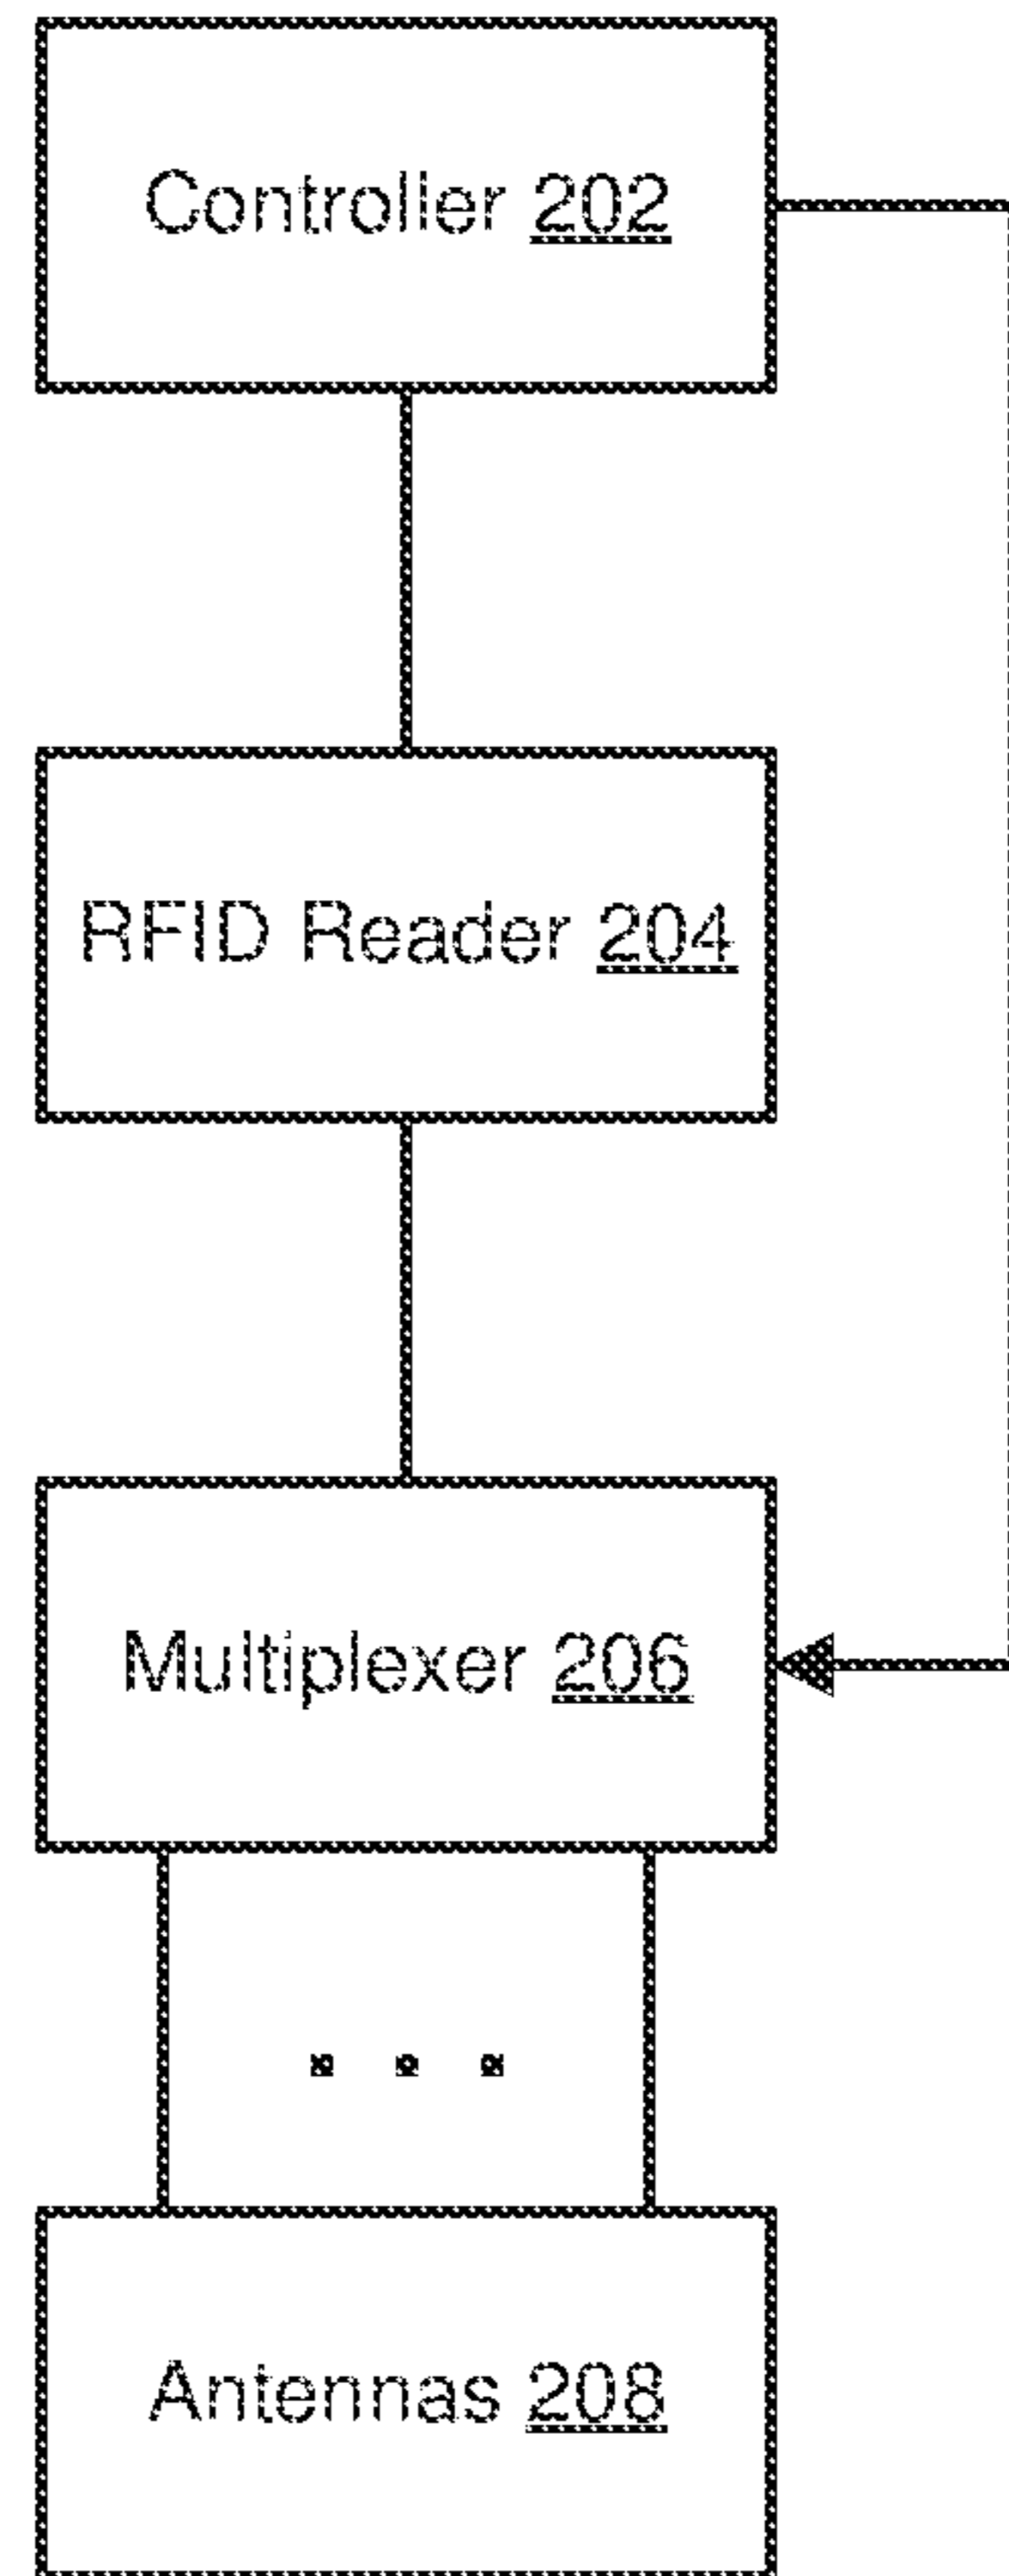 Controller 202
RFID Reader 204
Multiplexer 206
. . .
Antennas 208